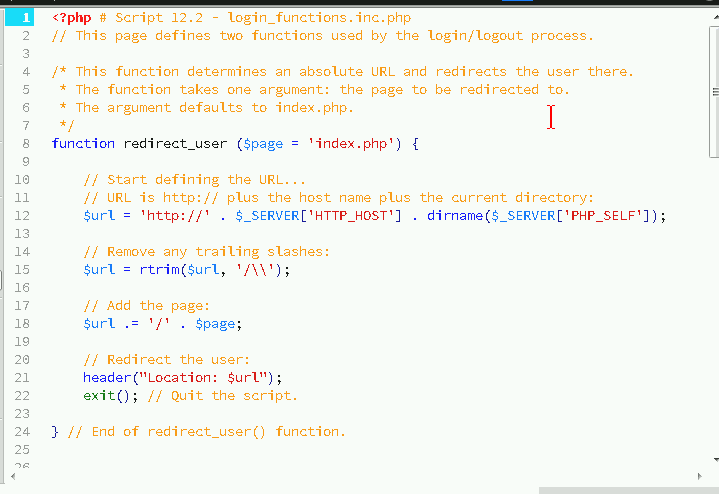 1 <?php # Script 12.2 - login_functions.inc.php
2 // This page defines two functions used by the login/logout process.
3
4 /* This function determines an absolute URL and redirects the user there.
5  * The function takes one argument: the page to be redirected to.
6  * The argument defaults to index.php.
7  */
8 function redirect_user ($page = 'index.php') {
9
10     // Start defining the URL...
11     // URL is http:// plus the host name plus the current directory:
12     $url = 'http://' . $_SERVER['HTTP_HOST'] . dirname($_SERVER['PHP_SELF']);
13
14     // Remove any trailing slashes:
15     $url = rtrim($url, '/\\');
16
17     // Add the page:
18     $url .= '/' . $page;
19
20     // Redirect the user:
21     header("Location: $url");
22     exit(); // Quit the script.
23
24 } // End of redirect_user() function.
25
26